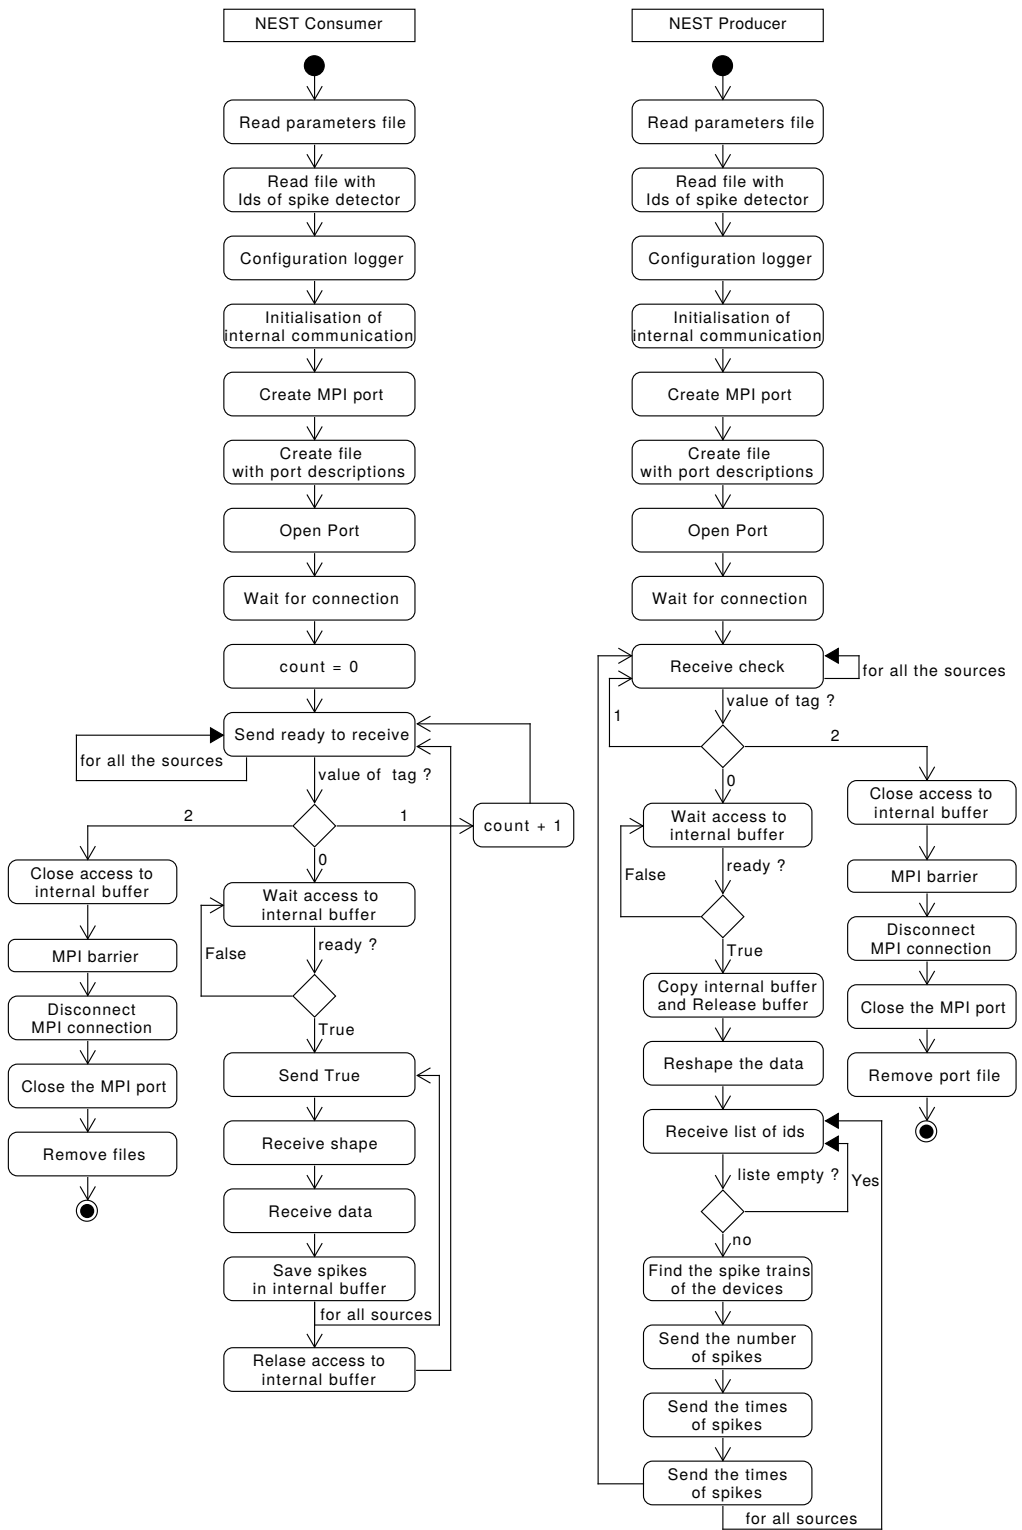 NEST Consumer
Read parameters file
Read file with
Ids of spike detector
Configuration logger
Initialisation of
internal communication
Create MPI port
Create file
with port descriptions
Open Port
Wait for connection
count = 0
Send ready to receive
for all the sources
value of tag ?
2
1
count + 1
0
Close access to
internal buffer
MPI barrier
Disconnect
MPI connection
Close the MPI port
Remove files
Wait access to
internal buffer
ready ?
False
True
Send True
Receive shape
Receive data
Save spikes
in internal buffer
for all sources
Relase access to
internal buffer
NEST Producer
Read parameters file
Read file with
Ids of spike detector
Configuration logger
Initialisation of
internal communication
Create MPI port
Create file
with port descriptions
Open Port
Wait for connection
Receive check
for all the sources
value of tag ?
1
2
0
Wait access to
internal buffer
ready ?
False
True
Copy internal buffer
and Release buffer
Reshape the data
Receive list of ids
liste empty ?
Yes
no
Find the spike trains
of the devices
Send the number
of spikes
Send the times
of spikes
Send the times
of spikes
for all sources
Close access to
internal buffer
MPI barrier
Disconnect
MPI connection
Close the MPI port
Remove port file